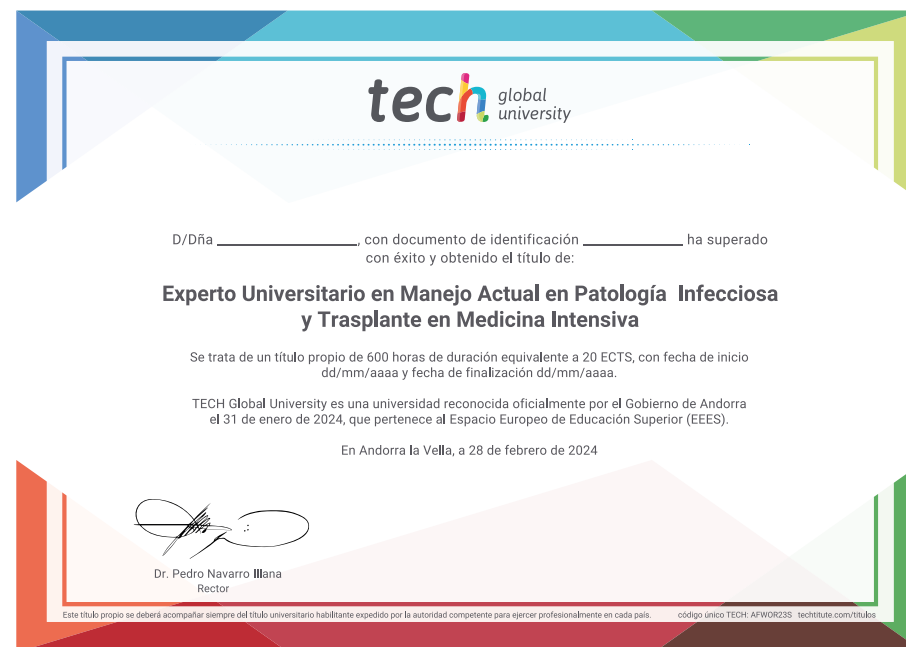 tech global
university
D/Dña ____________________, con documento de identificación ______________ ha superado
con éxito y obtenido el título de:
Experto Universitario en Manejo Actual en Patología Infecciosa
y Trasplante en Medicina Intensiva
Se trata de un título propio de 600 horas de duración equivalente a 20 ECTS, con fecha de inicio
dd/mm/aaaa y fecha de finalización dd/mm/aaaa.
TECH Global University es una universidad reconocida oficialmente por el Gobierno de Andorra
el 31 de enero de 2024, que pertenece al Espacio Europeo de Educación Superior (EEES).
En Andorra la Vella, a 28 de febrero de 2024
Dr. Pedro Navarro Illana
Rector
Este título propio se deberá acompañar siempre del título universitario habilitante expedido por la autoridad competente para ejercer profesionalmente en cada país. código único TECH: AFWOR23S techtitute.com/titulos